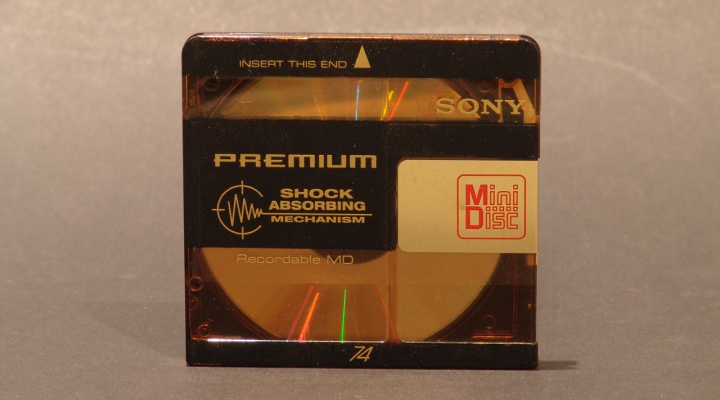 INSERT THIS END
SONY
PREMIUM
SHOCK
ABSORBING
MECHANISM
Mini
Disc
Recordable MD
74